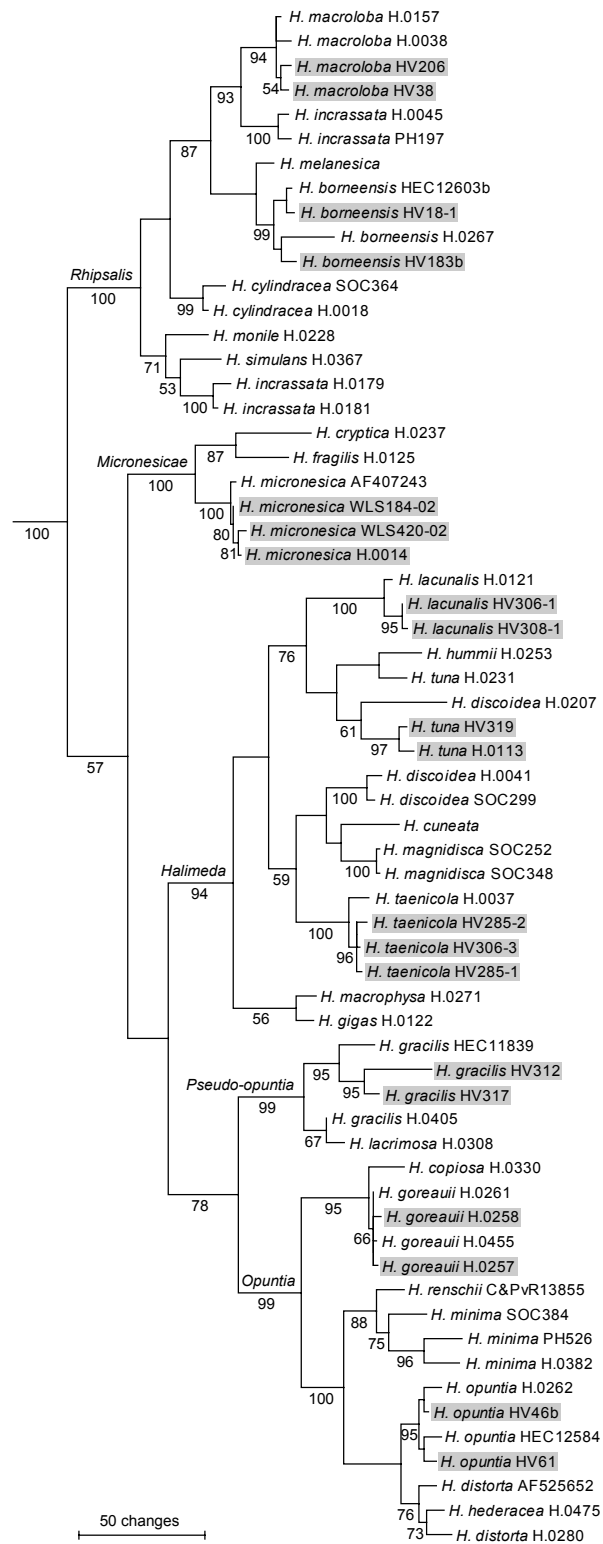 H. macroloba H.0157
H. macroloba H.0038
94
H. macroloba HV206
54
H. macroloba HV38
93
H. incrassata H.0045
100
H. incrassata PH197
87
H. melanesica
H. borneensis HEC12603b
H. borneensis HV18-1
99
H. borneensis H.0267
H. borneensis HV183b
Rhipsalis
100
H. cylindracea SOC364
99
H. cylindracea H.0018
H. monile H.0228
71
H. simulans H.0367
53
H. incrassata H.0179
100
H. incrassata H.0181
H. cryptica H.0237
87
Micronesicae
H. fragilis H.0125
100
H. micronesica AF407243
100
H. micronesica WLS184-02
80
H. micronesica WLS420-02
100
81
H. micronesica H.0014
H. lacunalis H.0121
100
H. lacunalis HV306-1
95
H. lacunalis HV308-1
76
H. hummii H.0253
H. tuna H.0231
H. discoidea H.0207
61
H. tuna HV319
97
H. tuna H.0113
57
H. discoidea H.0041
100
H. discoidea SOC299
H. cuneata
H. magnidisca SOC252
100
H. magnidisca SOC348
Halimeda
94
59
H. taenicola H.0037
100
H. taenicola HV285-2
H. taenicola HV306-3
96
H. taenicola HV285-1
H. macrophysa H.0271
56
H. gigas H.0122
H. gracilis HEC11839
95
H. gracilis HV312
Pseudo-opuntia
95
99
H. gracilis HV317
H. gracilis H.0405
67
H. lacrimosa H.0308
H. copiosa H.0330
78
95
H. goreauii H.0261
H. goreauii H.0258
66
H. goreauii H.0455
H. goreauii H.0257
Opuntia
99
H. renschii C&PvR13855
88
H. minima SOC384
75
H. minima PH526
96
H. minima H.0382
100
H. opuntia H.0262
H. opuntia HV46b
95
H. opuntia HEC12584
H. opuntia HV61
H. distorta AF525652
76
H. hederacea H.0475
73
H. distorta H.0280
50 changes